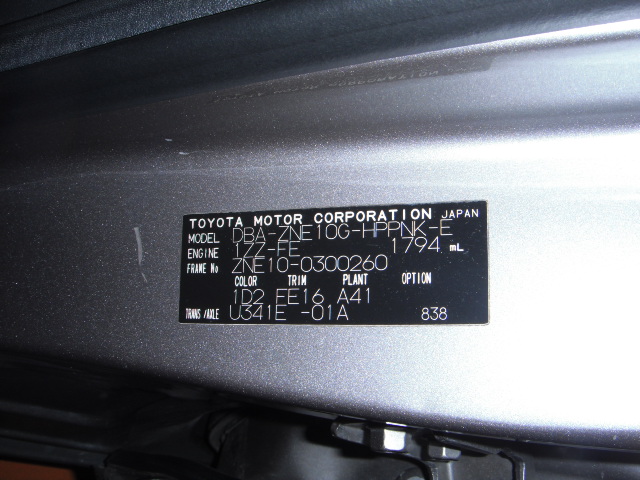 TOYOTA MOTOR CORPORATION JAPAN
MODEL DBA-ZNE10G-HPPNK-E
ENGINE 1ZZ-FE 1794 mL
FRAME No ZNE10-0300260
COLOR TRIM PLANT OPTION
1D2 FE16 A41
TRANS/AXLE U341E -01A 838